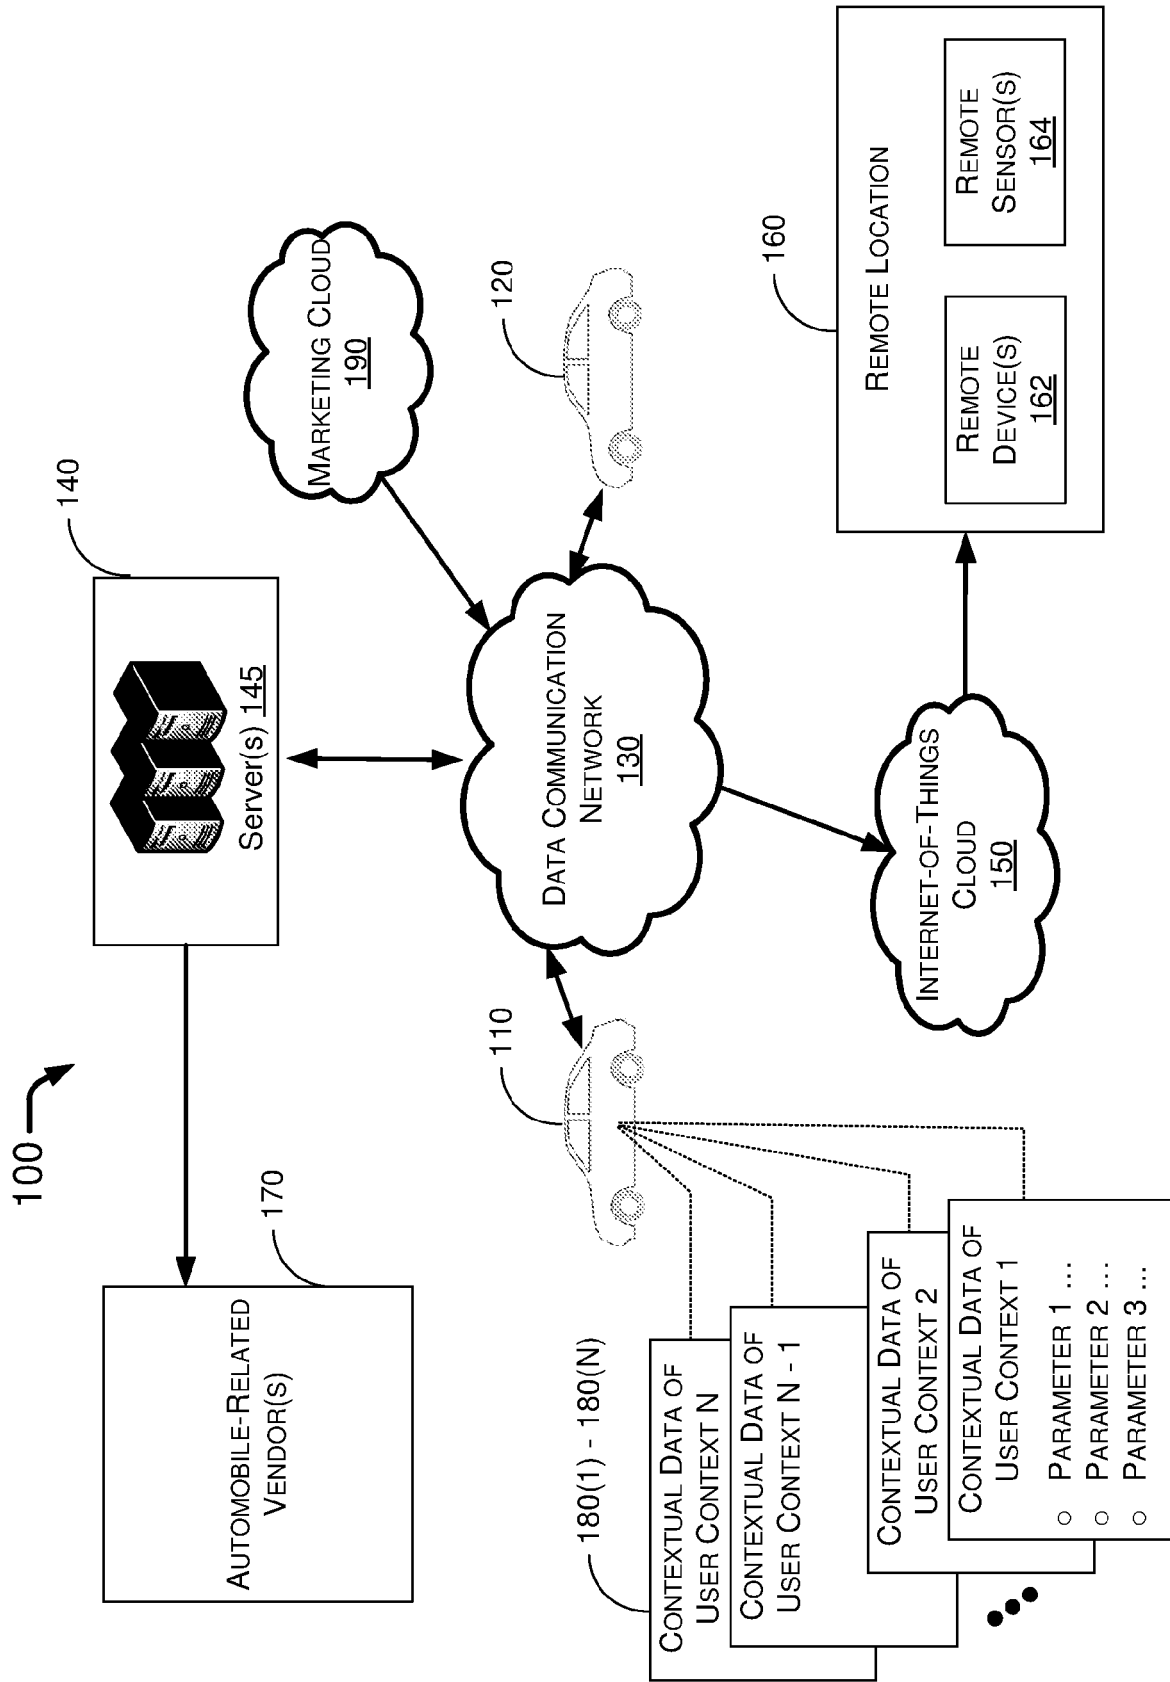 100
170
AUTOMOBILE-RELATED
VENDOR(S)
140
Server(s) 145
MARKETING CLOUD
190
120
110
DATA COMMUNICATION
NETWORK
130
180(1) - 180(N)
CONTEXTUAL DATA OF
USER CONTEXT N
CONTEXTUAL DATA OF
USER CONTEXT N - 1
CONTEXTUAL DATA OF
USER CONTEXT 2
CONTEXTUAL DATA OF
USER CONTEXT 1
○ PARAMETER 1 ...
○ PARAMETER 2 ...
○ PARAMETER 3 ...
INTERNET-OF-THINGS
CLOUD
150
160
REMOTE LOCATION
REMOTE
DEVICE(S)
162
REMOTE
SENSOR(S)
164